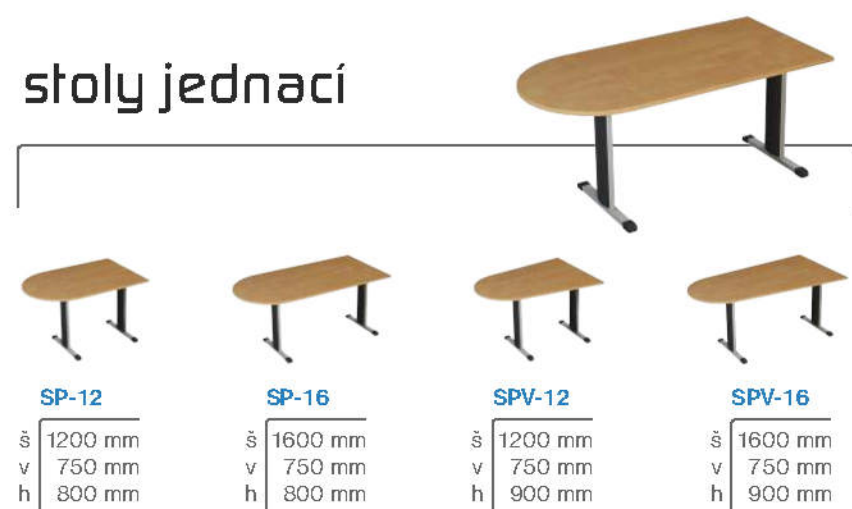 stoly jednací
SP-12 SP-16 SPV-12 SPV-16
š 1200 mm š 1600 mm š 1200 mm š 1600 mm
v 750 mm v 750 mm v 750 mm v 750 mm
h 800 mm h 800 mm h 900 mm h 900 mm